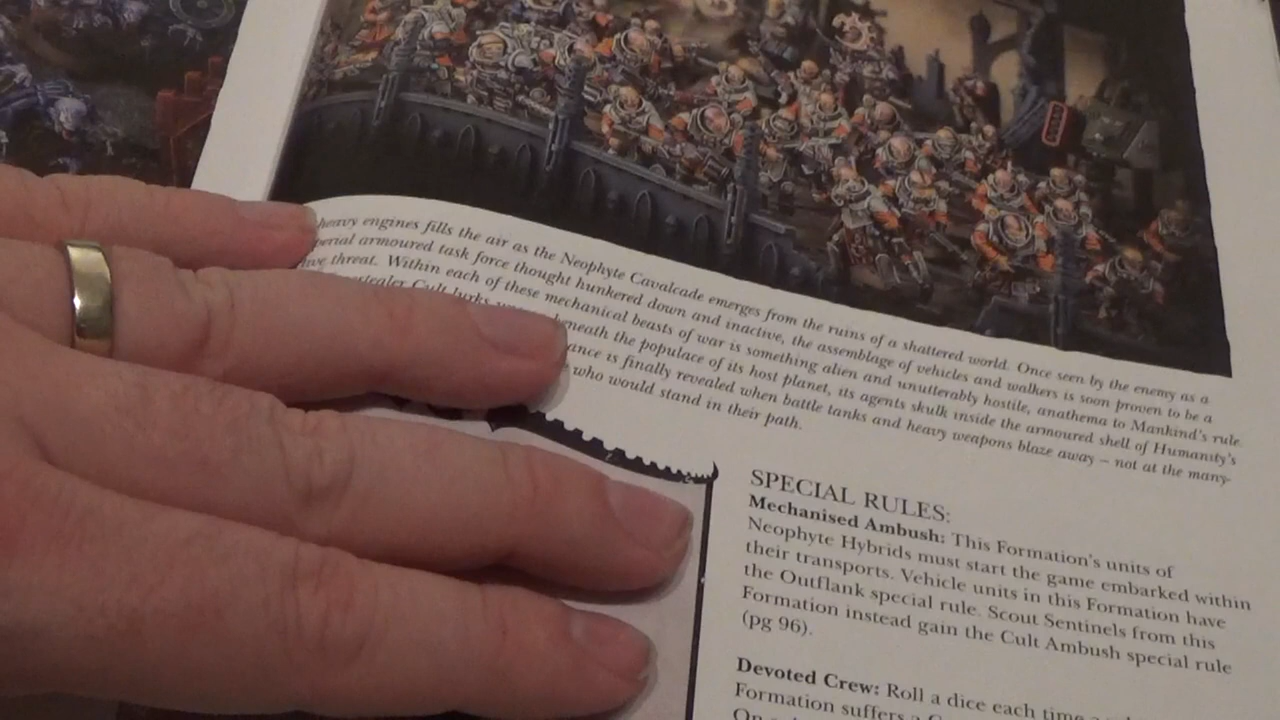 heavy engines fills the air as the Neophyte Cavalcade emerges from the ruins of a shattered world. Once seen by the enemy as a
armoured task force thought hunkered down and inactive, the assemblage of vehicles and walkers is soon proven to be a
threat. Within each of these mechanical beasts of war is something alien and unutterably hostile, anathema to Mankind's rule
Cult lurks beneath the populace of its host planet, its agents skulk inside the armoured shell of Humanity's
is finally revealed when battle tanks and heavy weapons blaze away – not at the many-
who would stand in their path.
SPECIAL RULES:
Mechanised Ambush: This Formation's units of
Neophyte Hybrids must start the game embarked within
their transports. Vehicle units in this Formation have
the Outflank special rule. Scout Sentinels from this
Formation instead gain the Cult Ambush special rule
(pg 96).
Devoted Crew: Roll a dice each time a
Formation suffers a